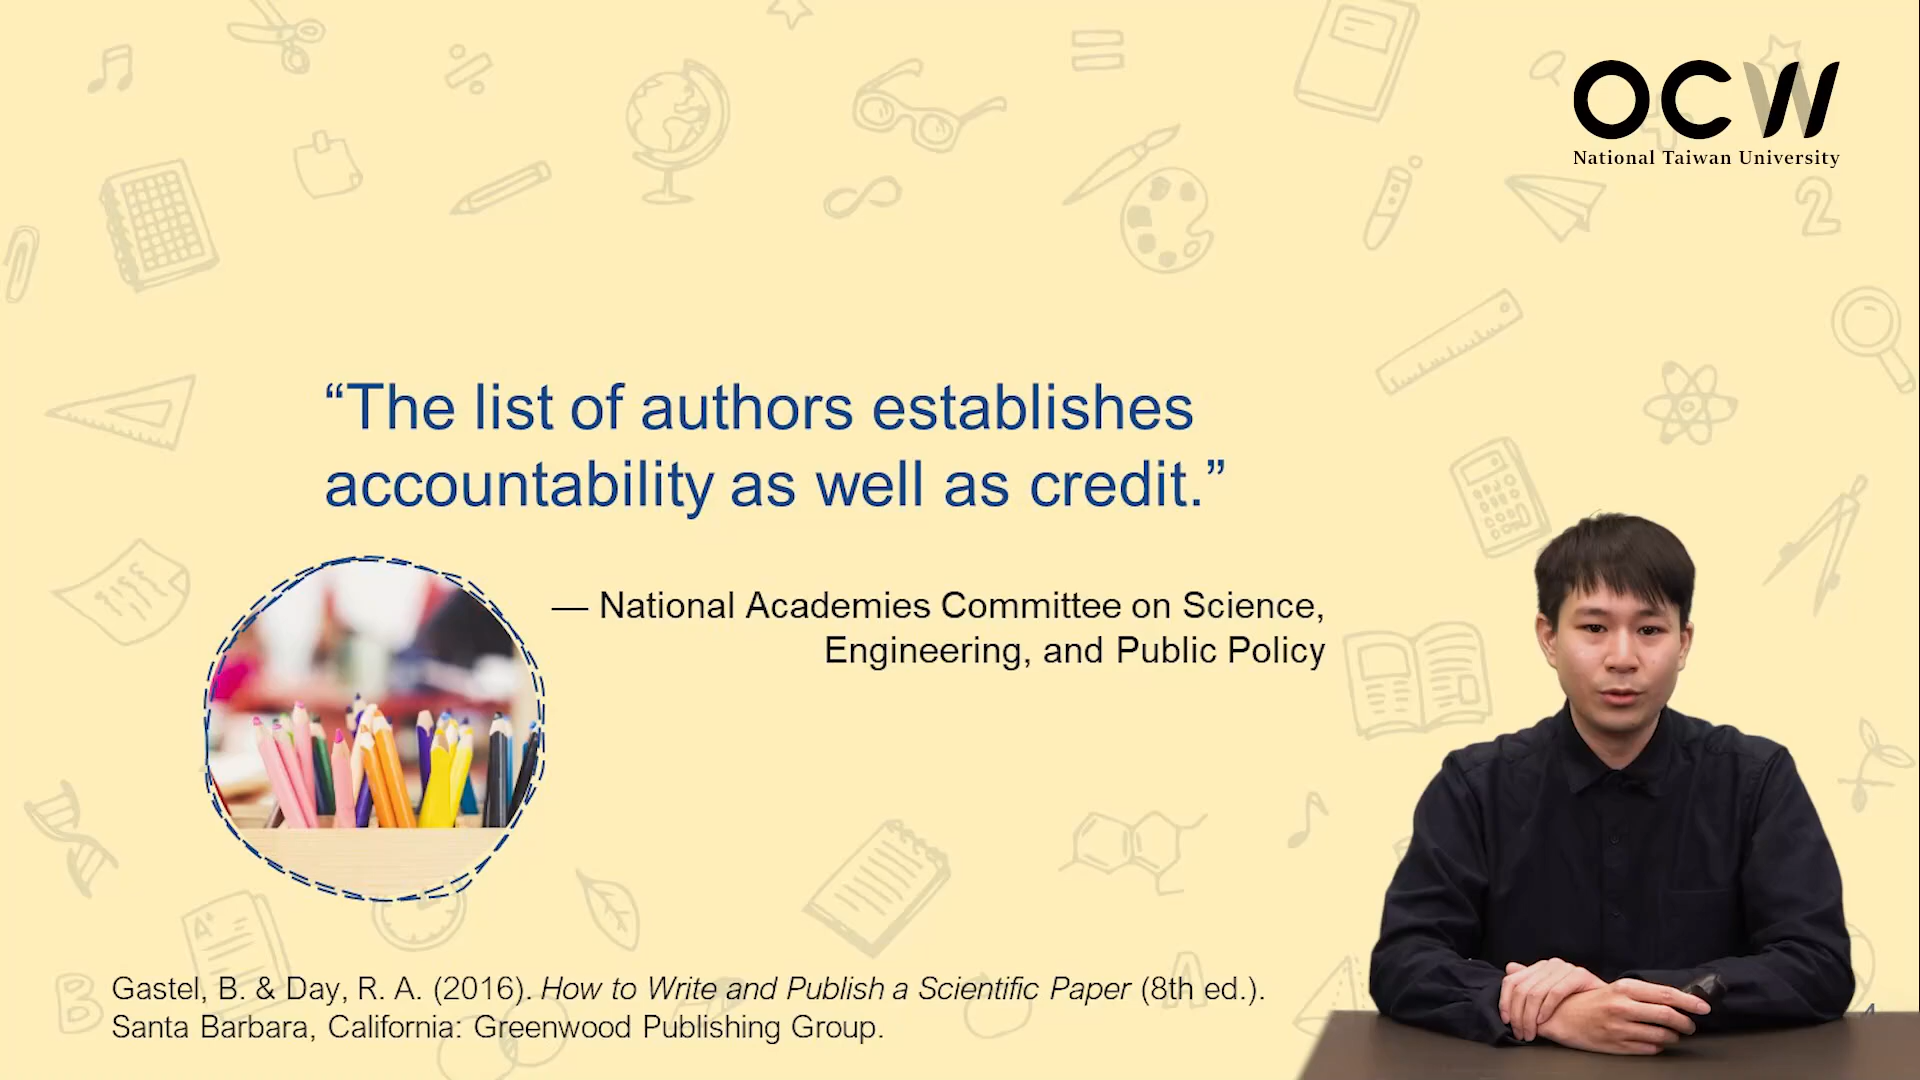 OCW
National Taiwan University
“The list of authors establishes
accountability as well as credit.”
— National Academies Committee on Science,
Engineering, and Public Policy
Gastel, B. & Day, R. A. (2016). How to Write and Publish a Scientific Paper (8th ed.).
Santa Barbara, California: Greenwood Publishing Group.